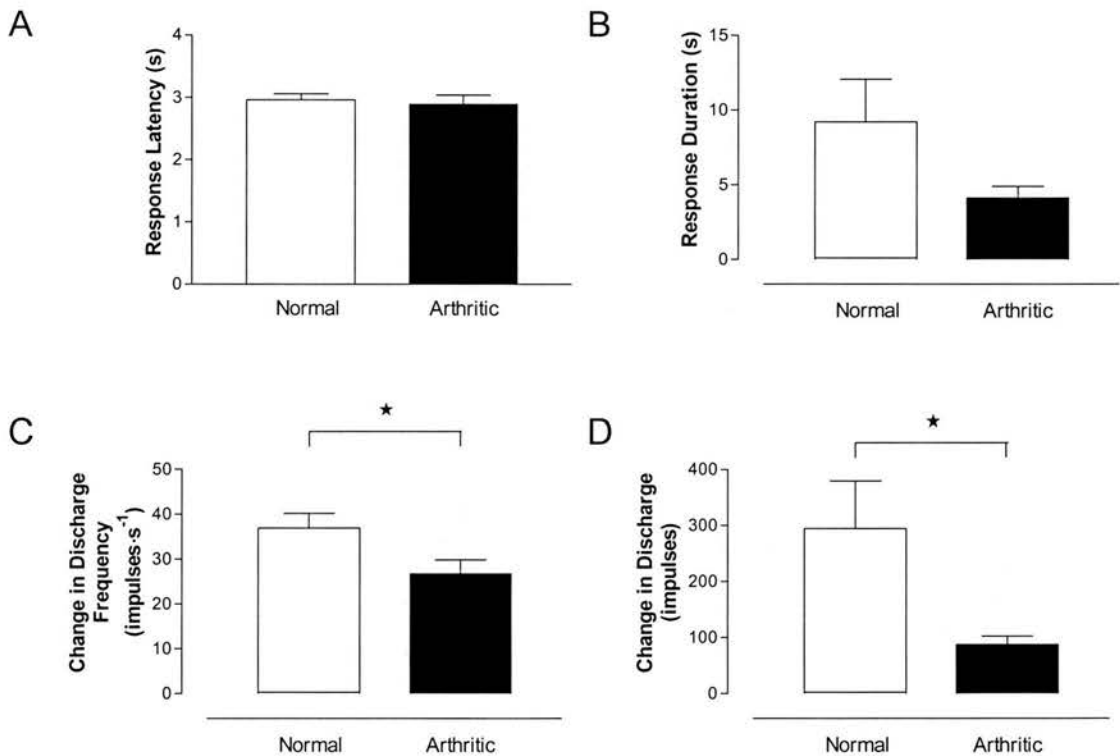 A
Response Latency (s)
4
3
2
1
0
Normal Arthritic
B
Response Duration (s)
15
10
5
0
Normal Arthritic
C
★
Change in Discharge
Frequency
(impulses·s⁻¹)
50
40
30
20
10
0
Normal Arthritic
D
★
Change in Discharge
(impulses)
400
300
200
100
0
Normal Arthritic